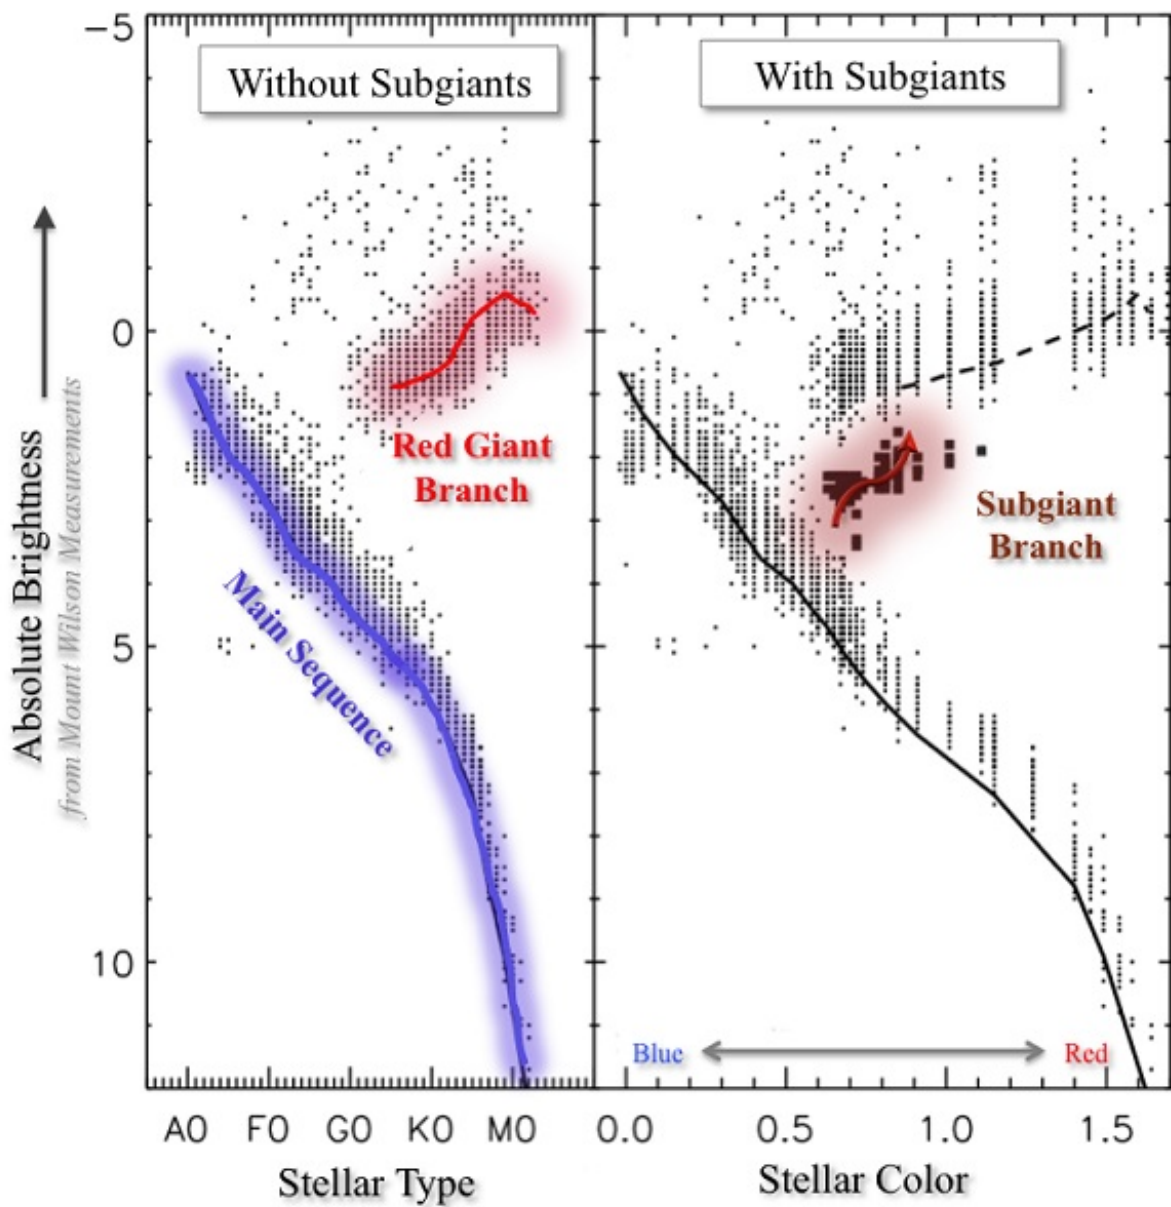 Without Subgiants
With Subgiants
-5
0
5
10
Absolute Brightness
from Mount Wilson Measurements
Red Giant
Branch
Main Sequence
Subgiant
Branch
Blue
Red
A0 F0 G0 K0 M0
0.0 0.5 1.0 1.5
Stellar Type
Stellar Color